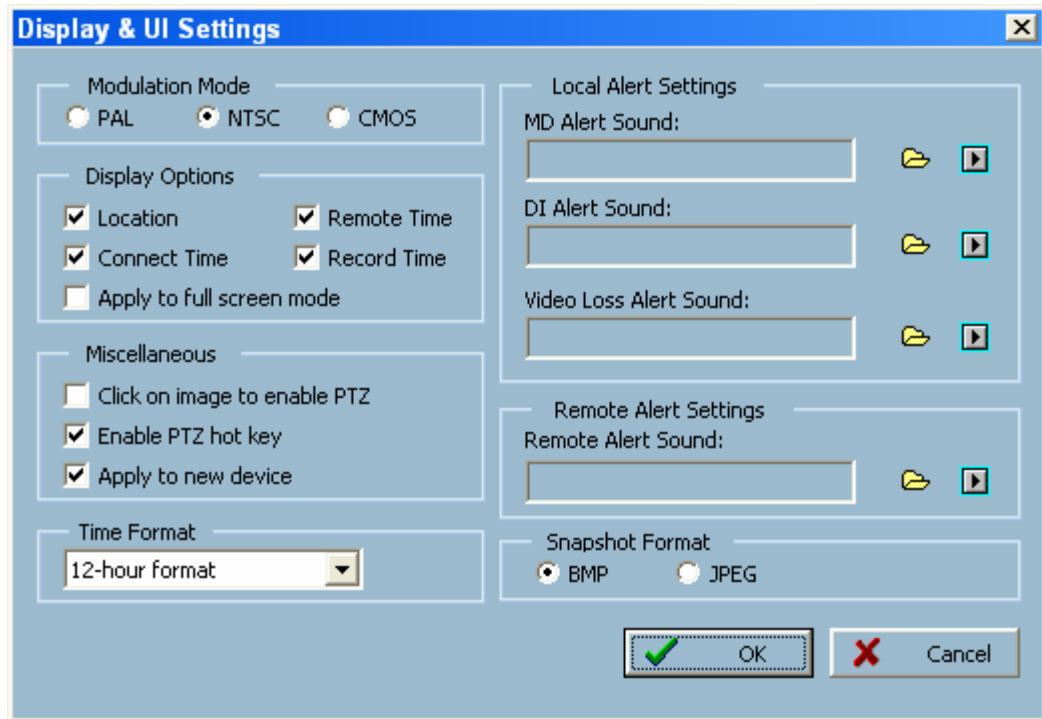 Display & UI Settings
Modulation Mode
PAL NTSC CMOS
Display Options
Location Remote Time
Connect Time Record Time
Apply to full screen mode
Miscellaneous
Click on image to enable PTZ
Enable PTZ hot key
Apply to new device
Time Format
12-hour format
Local Alert Settings
MD Alert Sound:
DI Alert Sound:
Video Loss Alert Sound:
Remote Alert Settings
Remote Alert Sound:
Snapshot Format
BMP JPEG
OK Cancel